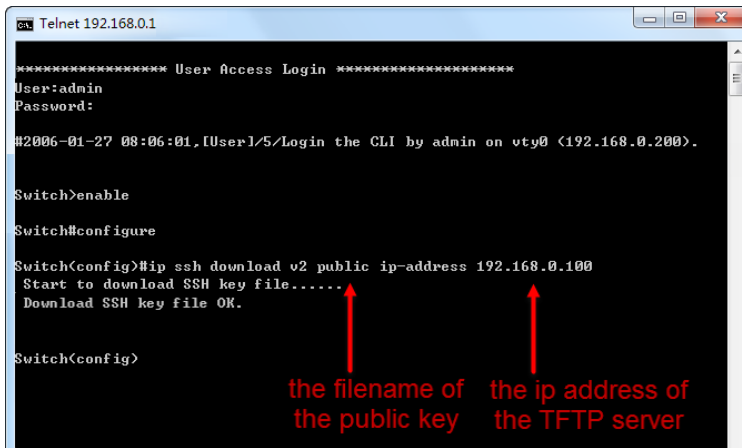 Telnet 192.168.0.1
***************** User Access Login ********************
User:admin
Password:
#2006-01-27 08:06:01,[User]/5/Login the CLI by admin on vty0 (192.168.0.200).
Switch>enable
Switch#configure
Switch(config)#ip ssh download v2 public ip-address 192.168.0.100
Start to download SSH key file......
Download SSH key file OK.
Switch(config)
the filename of the public key
the ip address of the TFTP server